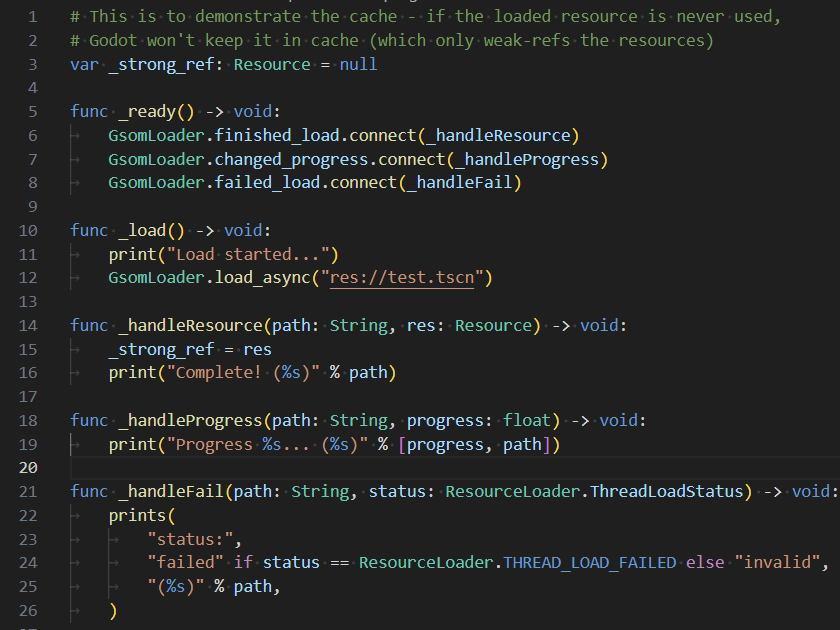 1 # This is to demonstrate the cache - if the loaded resource is never used,
2 # Godot won't keep it in cache (which only weak-refs the resources)
3 var _strong_ref: Resource = null
4
5 func _ready() -> void:
6 GsomLoader.finished_load.connect(_handleResource)
7 GsomLoader.changed_progress.connect(_handleProgress)
8 GsomLoader.failed_load.connect(_handleFail)
9
10 func _load() -> void:
11 print("Load started...")
12 GsomLoader.load_async("res://test.tscn")
13
14 func _handleResource(path: String, res: Resource) -> void:
15 _strong_ref = res
16 print("Complete! (%s)" % path)
17
18 func _handleProgress(path: String, progress: float) -> void:
19 print("Progress %s... (%s)" % [progress, path])
20
21 func _handleFail(path: String, status: ResourceLoader.ThreadLoadStatus) -> void:
22 prints(
23 "status:",
24 "failed" if status == ResourceLoader.THREAD_LOAD_FAILED else "invalid",
25 "(%s)" % path,
26 )